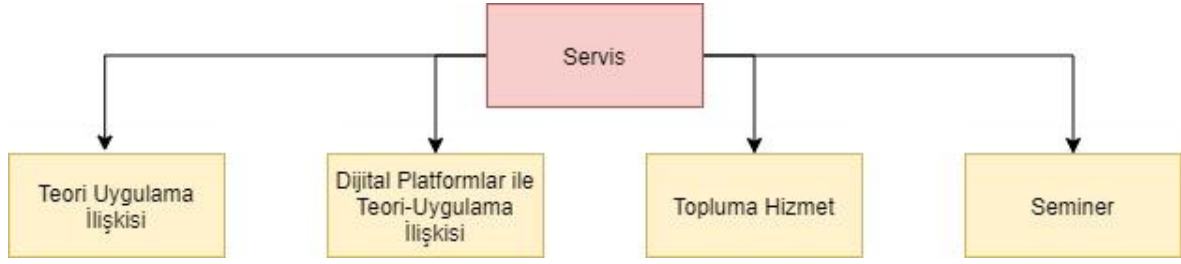 Servis
Teori Uygulama
İlişkisi
Dijital Platformlar ile
Teori-Uygulama
İlişkisi
Topluma Hizmet
Seminer